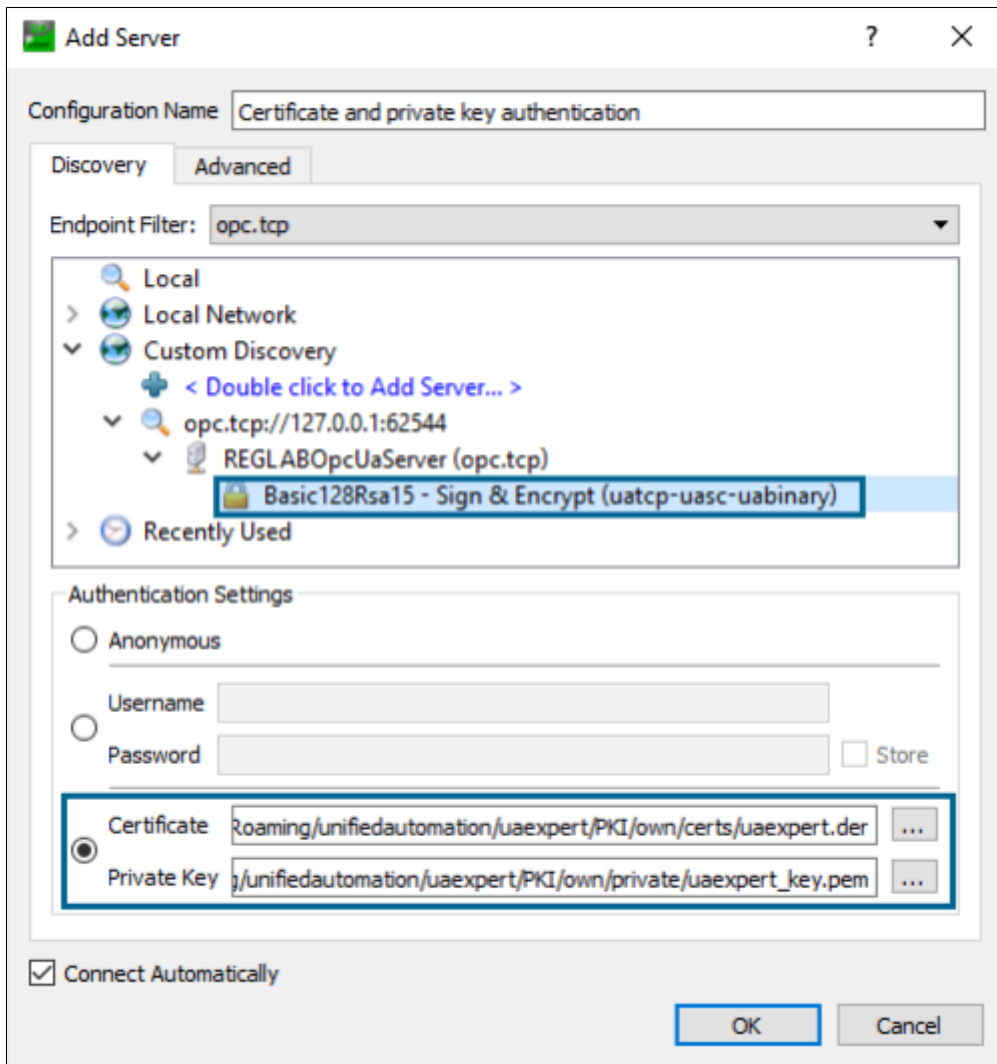 Add Server
?
Configuration Name Certificate and private key authentication
Discovery Advanced
Endpoint Filter: opc.tcp
Local
Local Network
Custom Discovery
< Double click to Add Server... >
opc.tcp://127.0.0.1:62544
REGLABOpcUaServer (opc.tcp)
Basic128Rsa15 - Sign & Encrypt (uatcp-uasc-uabinary)
Recently Used
Authentication Settings
Anonymous
Username
Password Store
Certificate Roaming/unifiedautomation/uaexpert/PKI/own/certs/uaexpert.der ...
Private Key g/unifiedautomation/uaexpert/PKI/own/private/uaexpert_key.pem ...
Connect Automatically
OK Cancel